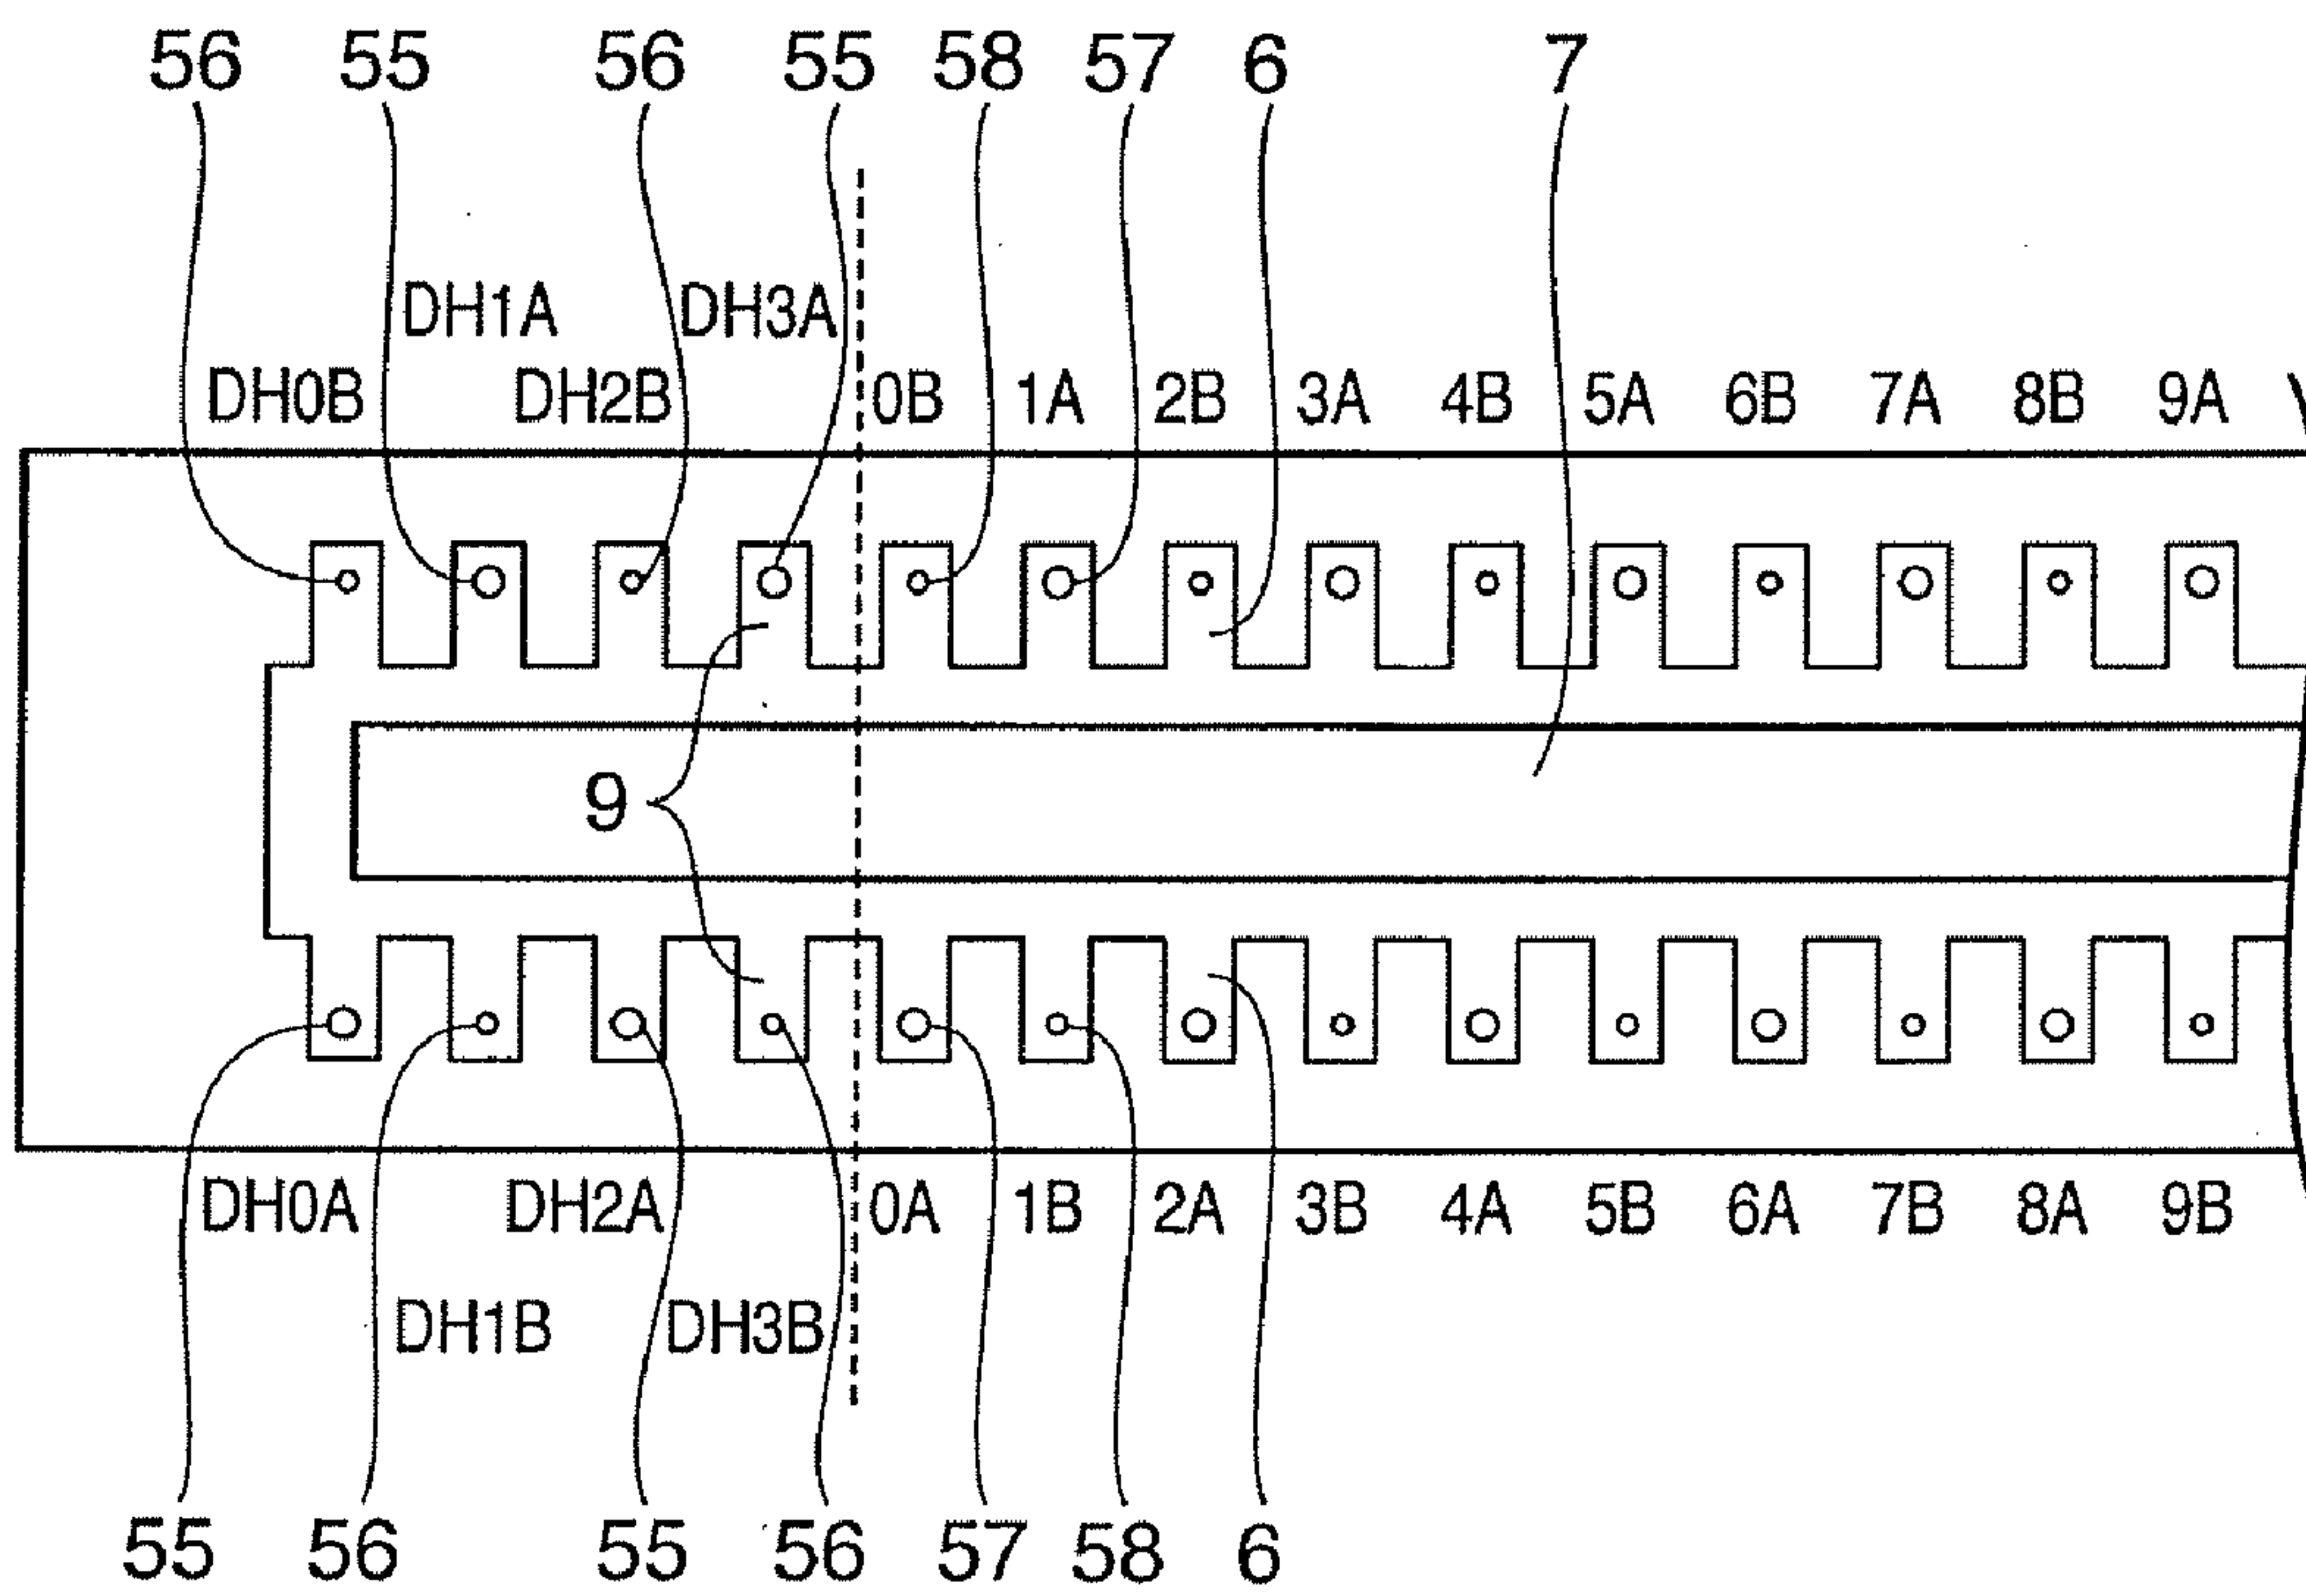 56 55 56 55 58 57 6 7
DH1A DH3A
DH0B DH2B 0B 1A 2B 3A 4B 5A 6B 7A 8B 9A
9
DH0A DH2A 0A 1B 2A 3B 4A 5B 6A 7B 8A 9B
DH1B DH3B
55 56 55 56 57 58 6